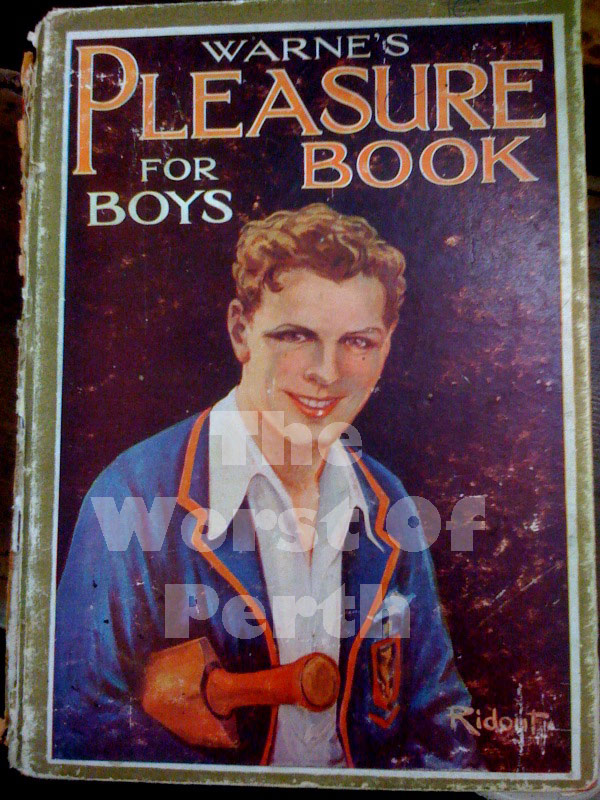 WARNE'S
PLEASURE
FOR BOOK
BOYS
The
Worst Of
Perth
Ridout